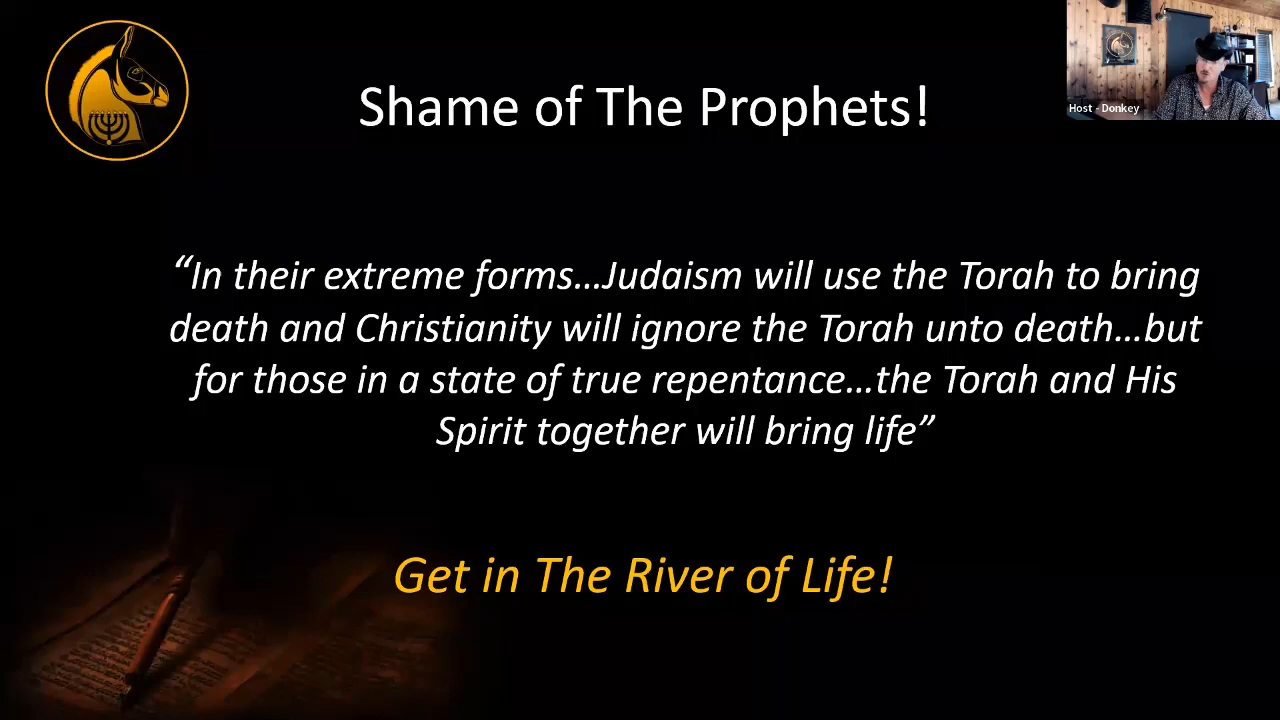 Shame of The Prophets!
Host - Donkey
“In their extreme forms...Judaism will use the Torah to bring
death and Christianity will ignore the Torah unto death...but
for those in a state of true repentance...the Torah and His
Spirit together will bring life”
Get in The River of Life!